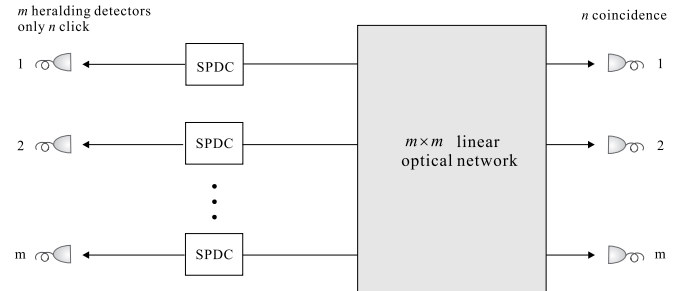 m heralding detectors
only n click
n coincidence
1
SPDC
1
2
SPDC
m×m linear
optical network
2
m
SPDC
m